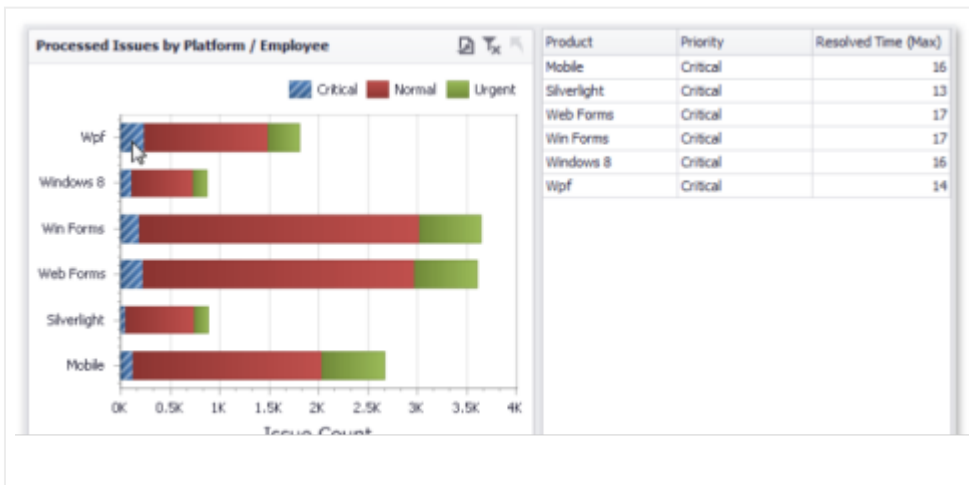 Processed Issues by Platform / Employee
Critical Normal Urgent
Wpf
Windows 8
Win Forms
Web Forms
Silverlight
Mobile
0K 0.5K 1K 1.5K 2K 2.5K 3K 3.5K 4K
Issue Count
Product Priority Resolved Time (Max)
Mobile Critical 16
Silverlight Critical 13
Web Forms Critical 17
Win Forms Critical 17
Windows 8 Critical 16
Wpf Critical 14